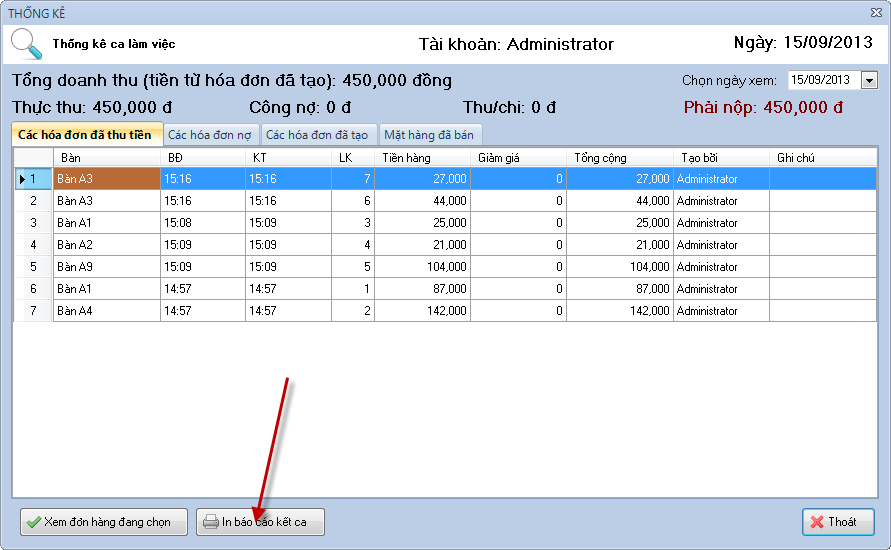 THỐNG KÊ
Thống kê ca làm việc Tài khoản: Administrator Ngày: 15/09/2013
Tổng doanh thu (tiền từ hóa đơn đã tạo): 450,000 đồng Chọn ngày xem: 15/09/2013
Thực thu: 450,000 đ Công nợ: 0 đ Thu/chi: 0 đ Phải nộp: 450,000 đ
Các hóa đơn đã thu tiền Các hóa đơn nợ Các hóa đơn đã tạo Mặt hàng đã bán
Bàn BĐ KT LK Tiền hàng Giảm giá Tổng cộng Tạo bởi Ghi chú
1 Bàn A3 15:16 15:16 7 27,000 0 27,000 Administrator
2 Bàn A3 15:16 15:16 6 44,000 0 44,000 Administrator
3 Bàn A1 15:08 15:09 3 25,000 0 25,000 Administrator
4 Bàn A2 15:09 15:09 4 21,000 0 21,000 Administrator
5 Bàn A9 15:09 15:09 5 104,000 0 104,000 Administrator
6 Bàn A1 14:57 14:57 1 87,000 0 87,000 Administrator
7 Bàn A4 14:57 14:57 2 142,000 0 142,000 Administrator
Xem đơn hàng đang chọn In báo cáo kết ca Thoát